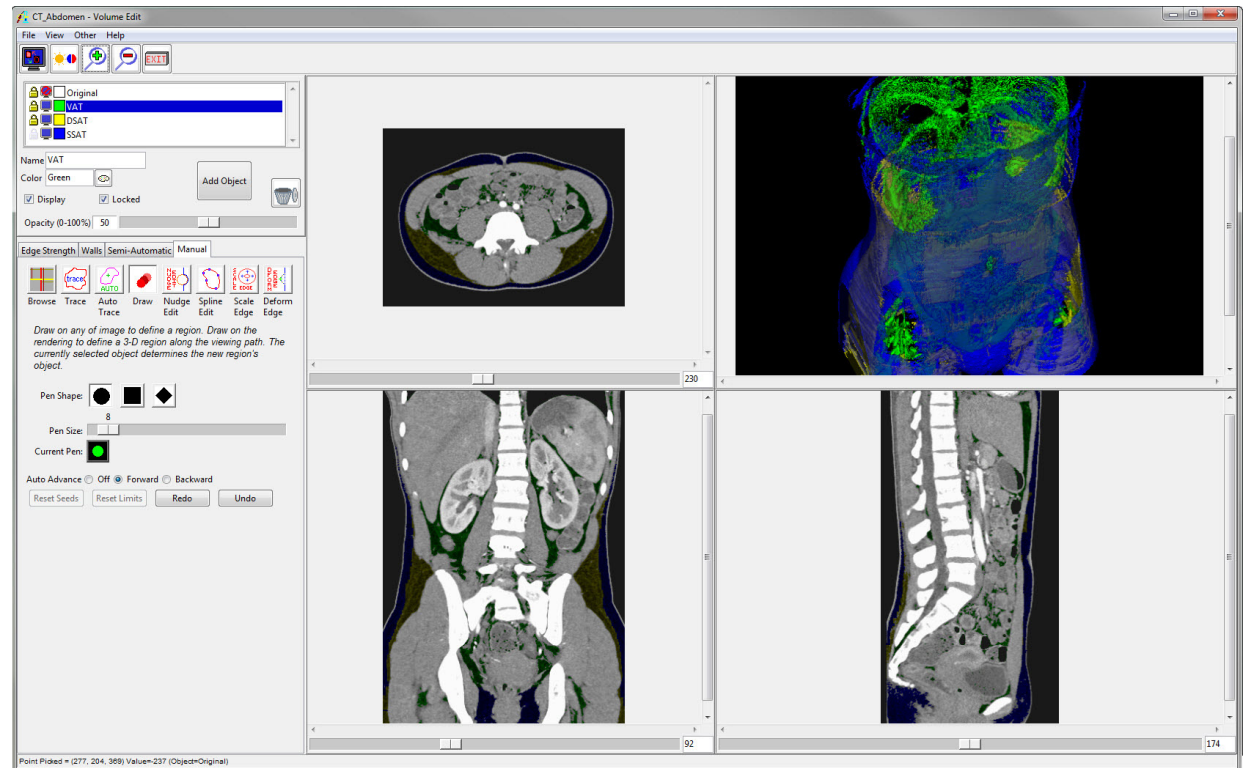 CT_Abdomen - Volume Edit
File View Other Help
EXIT
Original
VAT
DSAT
SSAT
Name VAT
Color Green
Add Object
Display Locked
Opacity (0-100%) 50
Edge Strength Walls Semi-Automatic Manual
trace AUTO
Browse Trace Auto Trace Draw Nudge Edit Spline Edit Scale Edge Deform Edge
Draw on any of image to define a region. Draw on the
rendering to define a 3-D region along the viewing path. The
currently selected object determines the new region's
object.
Pen Shape:
8
Pen Size:
Current Pen:
Auto Advance Off Forward Backward
Reset Seeds Reset Limits Redo Undo
230
92
174
Point Picked = (277, 204, 369) Value=-237 (Object=Original)